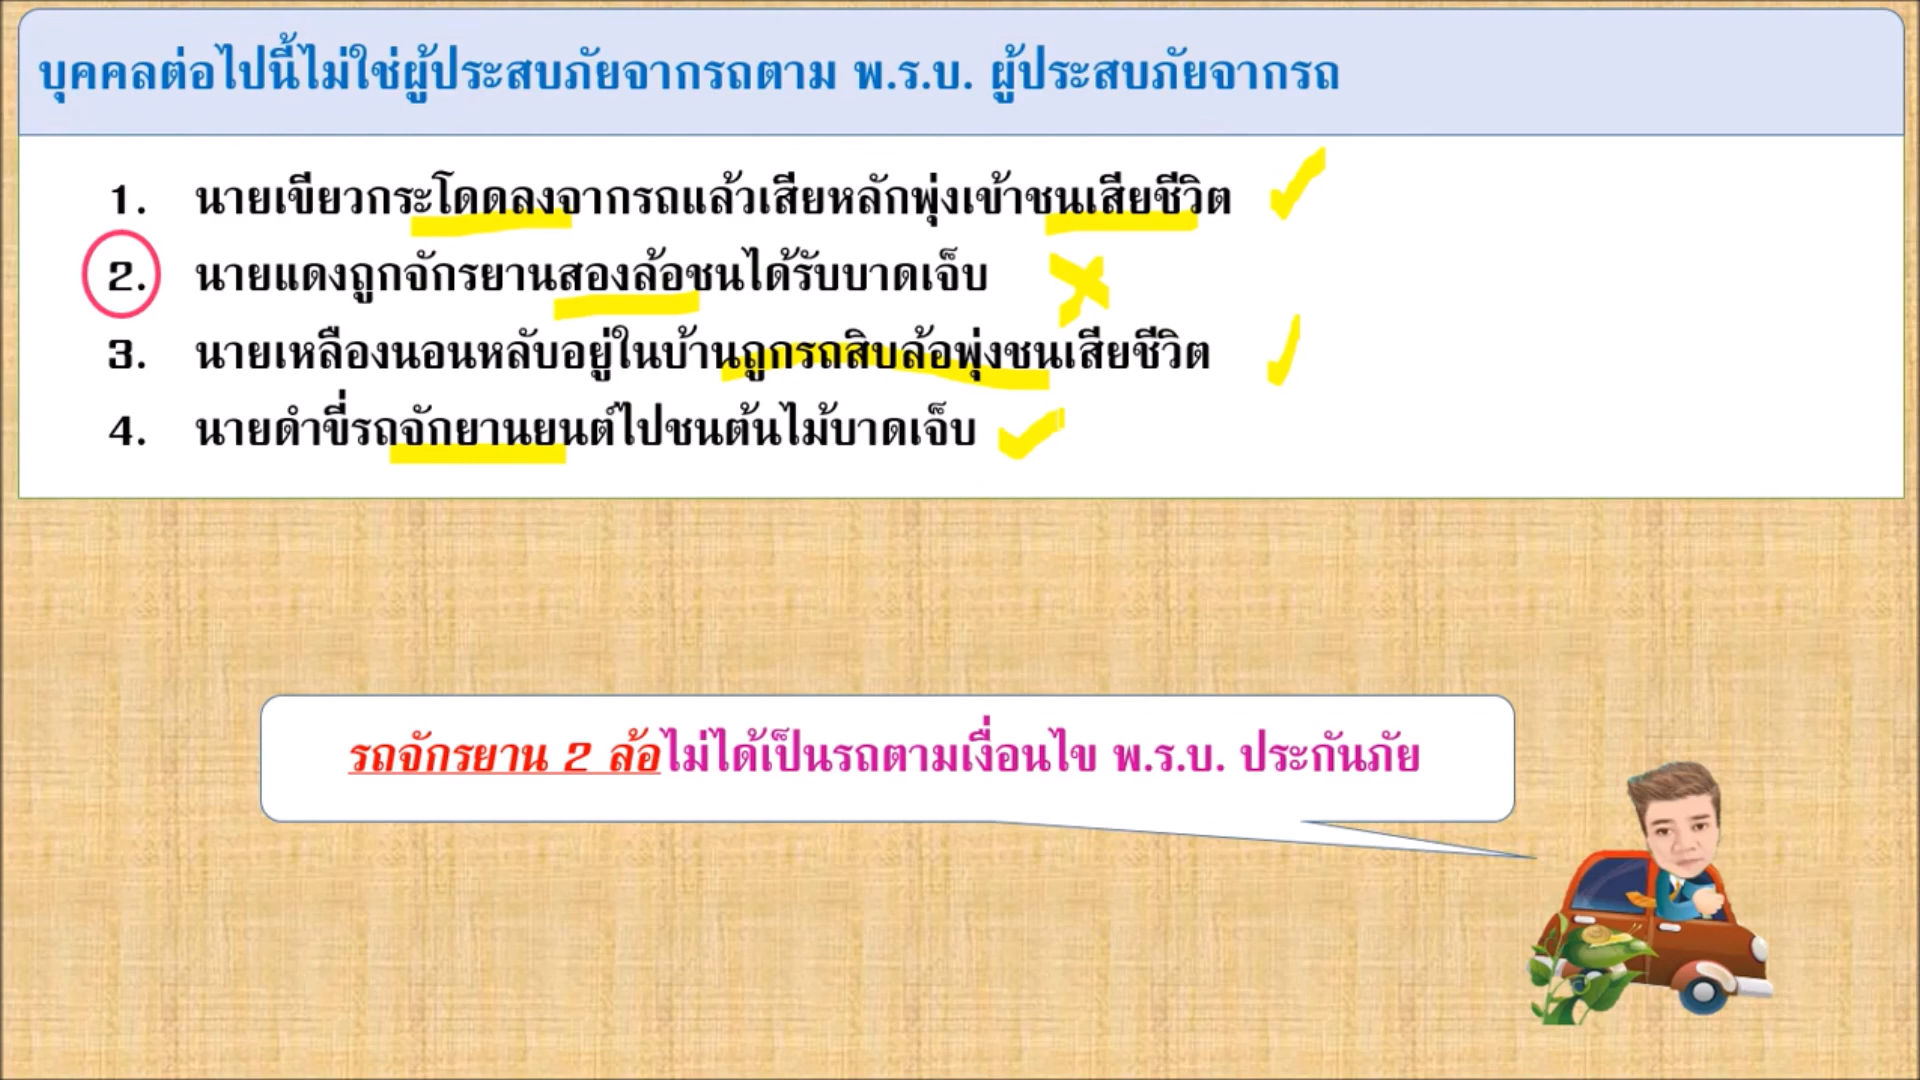 บุคคลต่อไปนี้ไม่ใช่ผู้ประสบภัยจากรถตาม พ.ร.บ. ผู้ประสบภัยจากรถ
1. นายเขียวกระโดดลงจากรถแล้วเสียหลักพุ่งเข้าชนเสียชีวิต
2. นายแดงถูกจักรยานสองล้อชนได้รับบาดเจ็บ
3. นายเหลืองนอนหลับอยู่ในบ้านถูกรถสิบล้อพุ่งชนเสียชีวิต
4. นายดำขี่รถจักยานยนต์ไปชนต้นไม้บาดเจ็บ
รถจักรยาน 2 ล้อไม่ได้เป็นรถตามเงื่อนไข พ.ร.บ. ประกันภัย